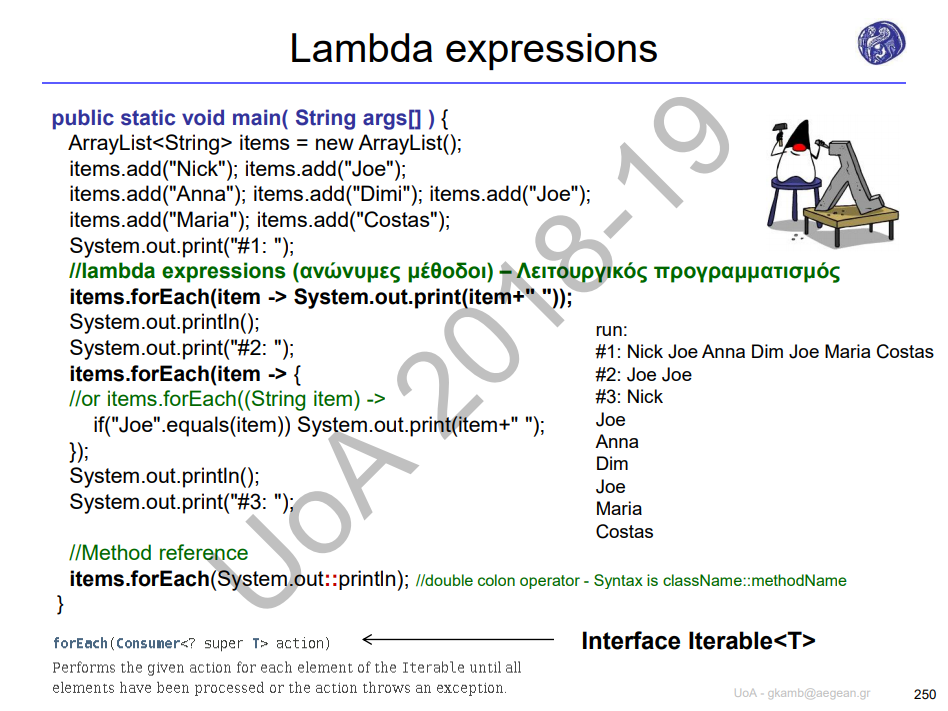 Lambda expressions
public static void main( String args[] ) {
ArrayList<String> items = new ArrayList();
items.add("Nick"); items.add("Joe");
items.add("Anna"); items.add("Dimi"); items.add("Joe");
items.add("Maria"); items.add("Costas");
System.out.print("#1: ");
//lambda expressions (ανώνυμες μέθοδοι) – Λειτουργικός προγραμματισμός
items.forEach(item -> System.out.print(item+" "));
System.out.println();
System.out.print("#2: ");
items.forEach(item -> {
//or items.forEach((String item) ->
if("Joe".equals(item)) System.out.print(item+" ");
});
System.out.println();
System.out.print("#3: ");
//Method reference
items.forEach(System.out::println); //double colon operator - Syntax is className::methodName
}
run:
#1: Nick Joe Anna Dim Joe Maria Costas
#2: Joe Joe
#3: Nick
Joe
Anna
Dim
Joe
Maria
Costas
forEach(Consumer<? super T> action)
Performs the given action for each element of the Iterable until all
elements have been processed or the action throws an exception.
Interface Iterable<T>
UoA 2018-19
UoA - gkamb@aegean.gr
250